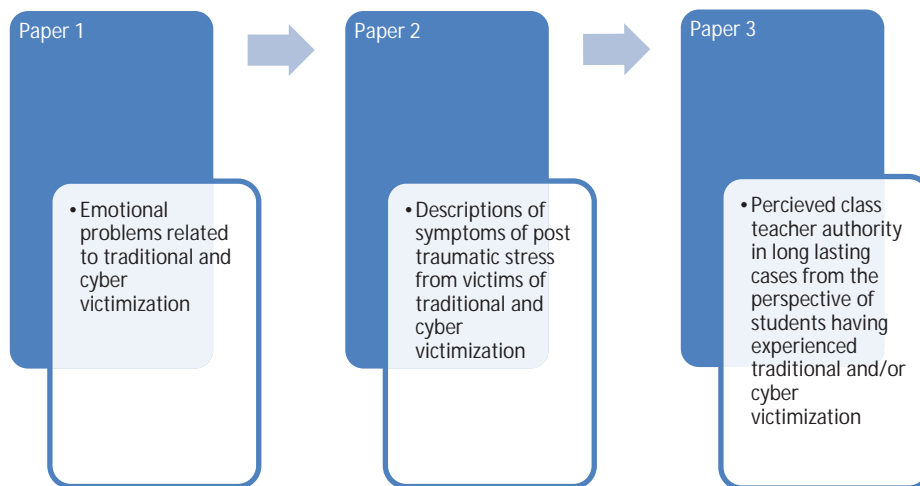 Paper 1
• Emotional
problems related
to traditional and
cyber
victimization
Paper 2
• Descriptions of
symptoms of post
traumatic stress
from victims of
traditional and
cyber
victimization
Paper 3
• Percieved class
teacher authority
in long lasting
cases from the
perspective of
students having
experienced
traditional and/or
cyber
victimization